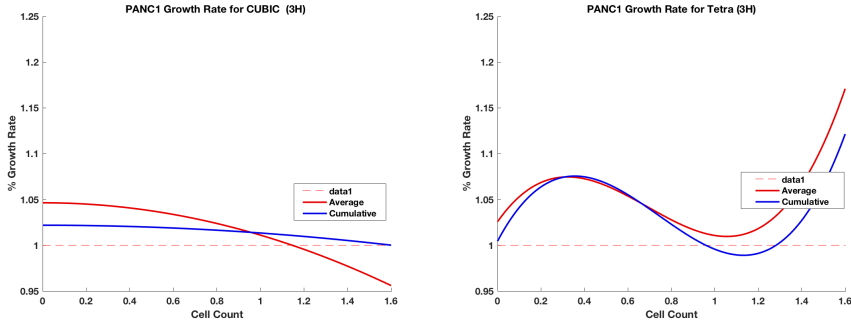 PANC1 Growth Rate for CUBIC (3H)
1.25
1.2
1.15
1.1
1.05
1
0.95
% Growth Rate
0
0.2
0.4
0.6
0.8
1
1.2
1.4
1.6
Cell Count
data1
Average
Cumulative
PANC1 Growth Rate for Tetra (3H)
1.25
1.2
1.15
1.1
1.05
1
0.95
% Growth Rate
0
0.2
0.4
0.6
0.8
1
1.2
1.4
1.6
Cell Count
data1
Average
Cumulative